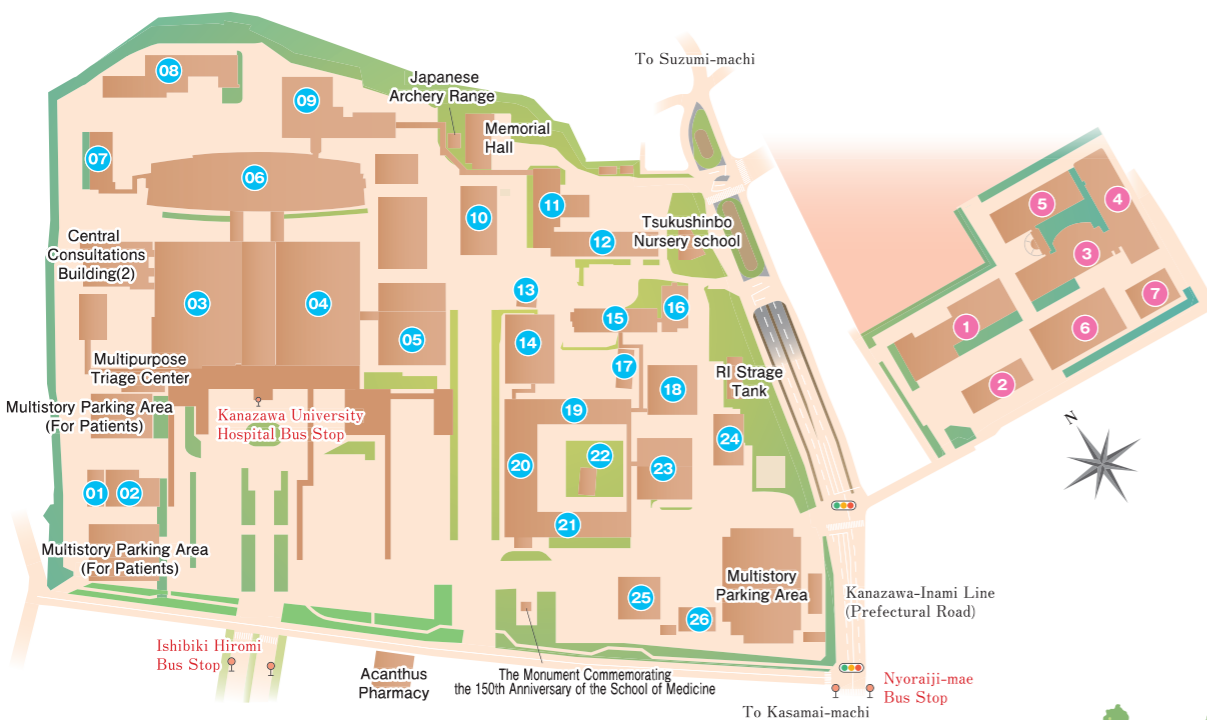 To Suzumi-machi
08
09
Japanese
Archery Range
Memorial
Hall
07
06
10
11
12
Tsukushinbo
Nursery school
5
4
3
7
6
1
2
Central
Consultations
Building(2)
03
04
05
13
14
15
16
17
18
RI Strage
Tank
Multipurpose
Triage Center
Multistory Parking Area
(For Patients)
Kanazawa University
Hospital Bus Stop
19
20
22
23
24
21
N
01
02
Multistory Parking Area
(For Patients)
25
26
Multistory
Parking Area
Kanazawa-Inami Line
(Prefectural Road)
Ishibiki Hiromi
Bus Stop
Acanthus
Pharmacy
The Monument Commemorating
the 150th Anniversary of the School of Medicine
Nyoraiji-mae
Bus Stop
To Kasamai-machi